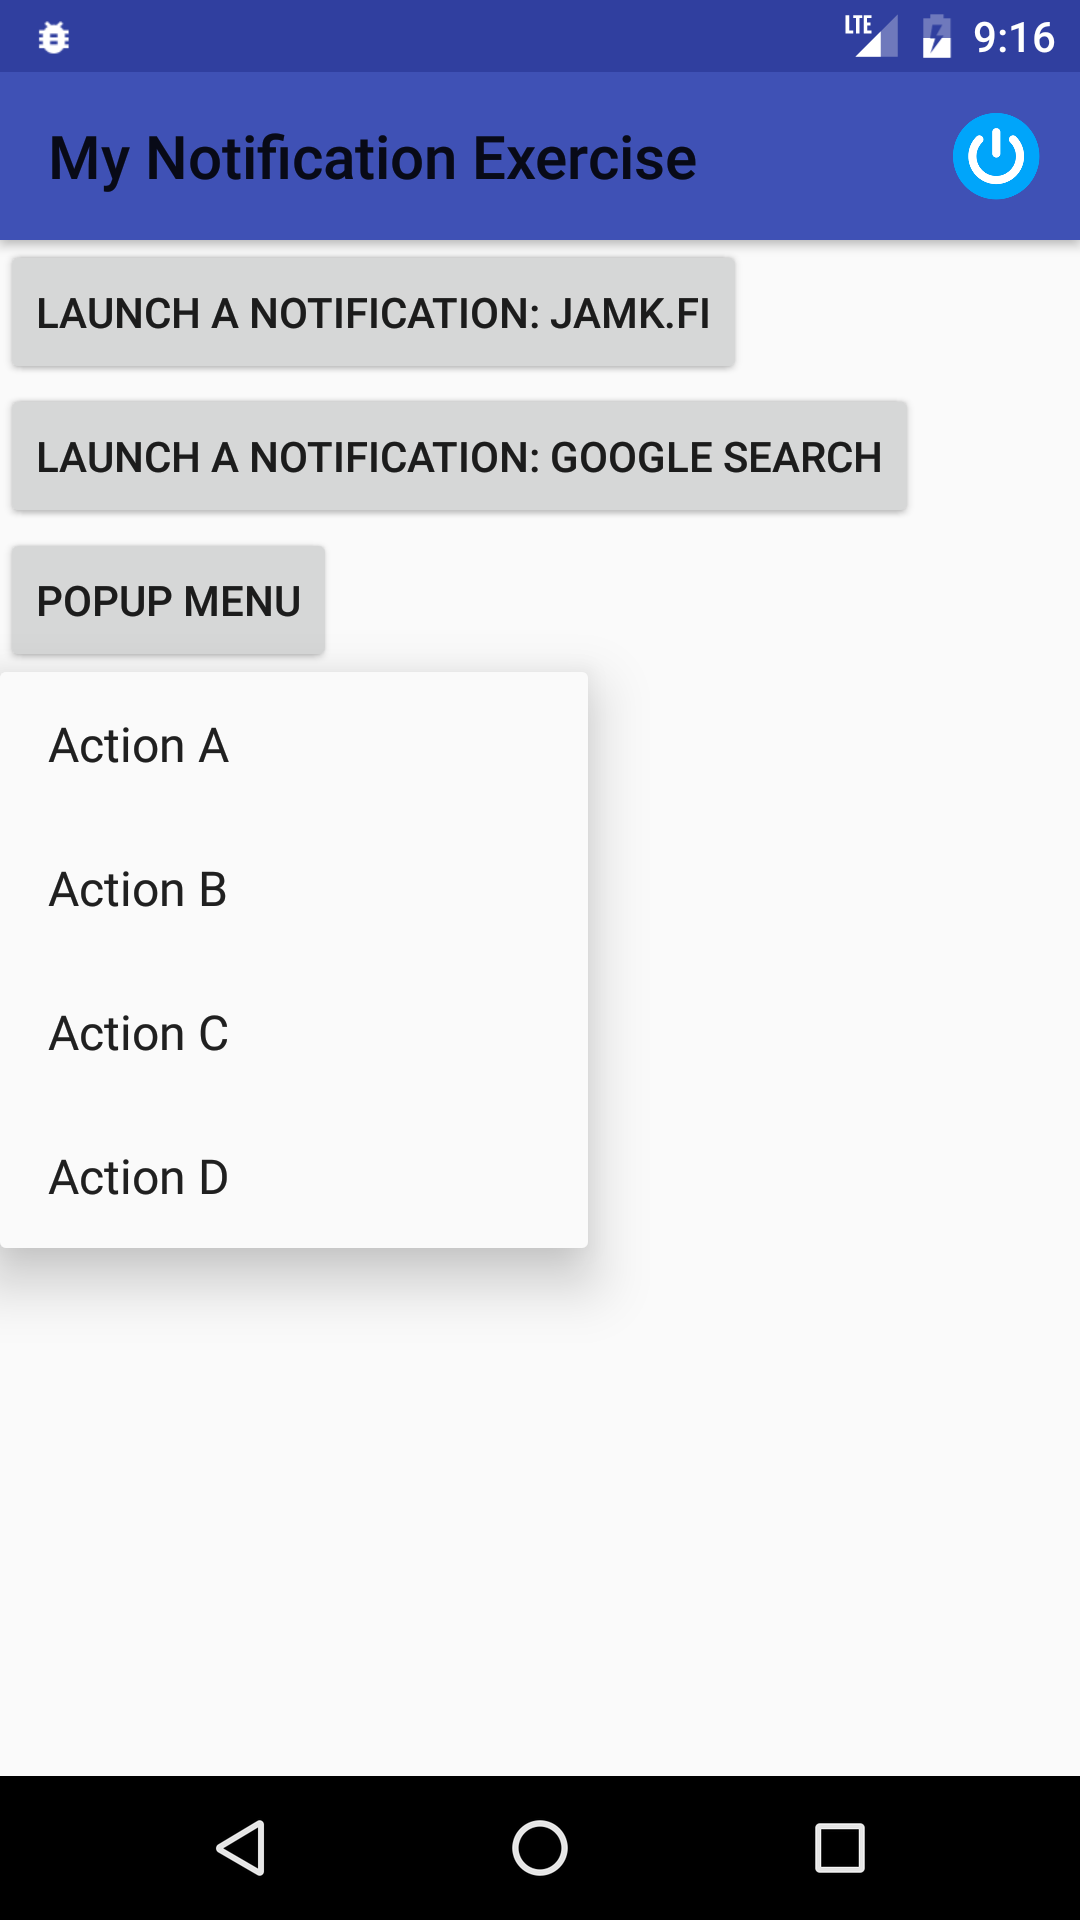 LTE 9:16
My Notification Exercise
LAUNCH A NOTIFICATION: JAMK.FI
LAUNCH A NOTIFICATION: GOOGLE SEARCH
POPUP MENU
Action A
Action B
Action C
Action D